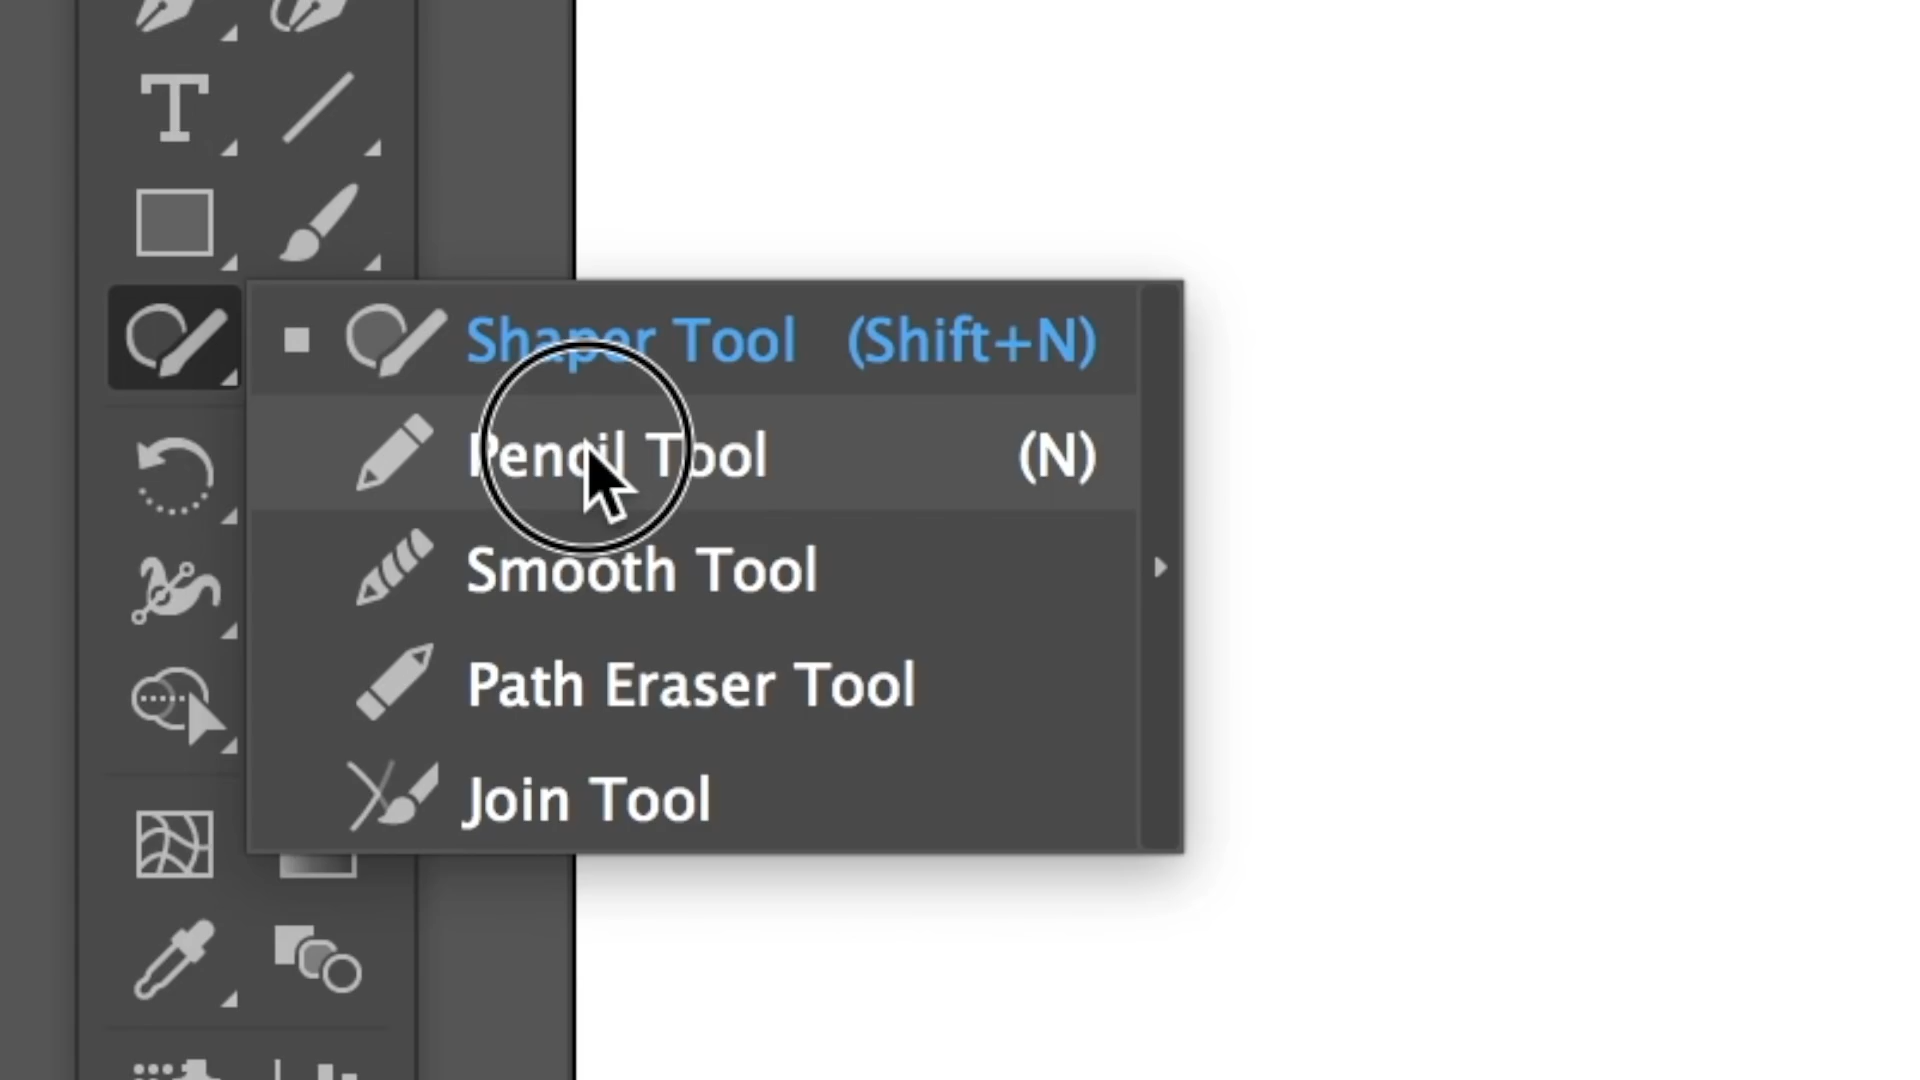 Shaper Tool (Shift+N)
Pencil Tool (N)
Smooth Tool
Path Eraser Tool
Join Tool